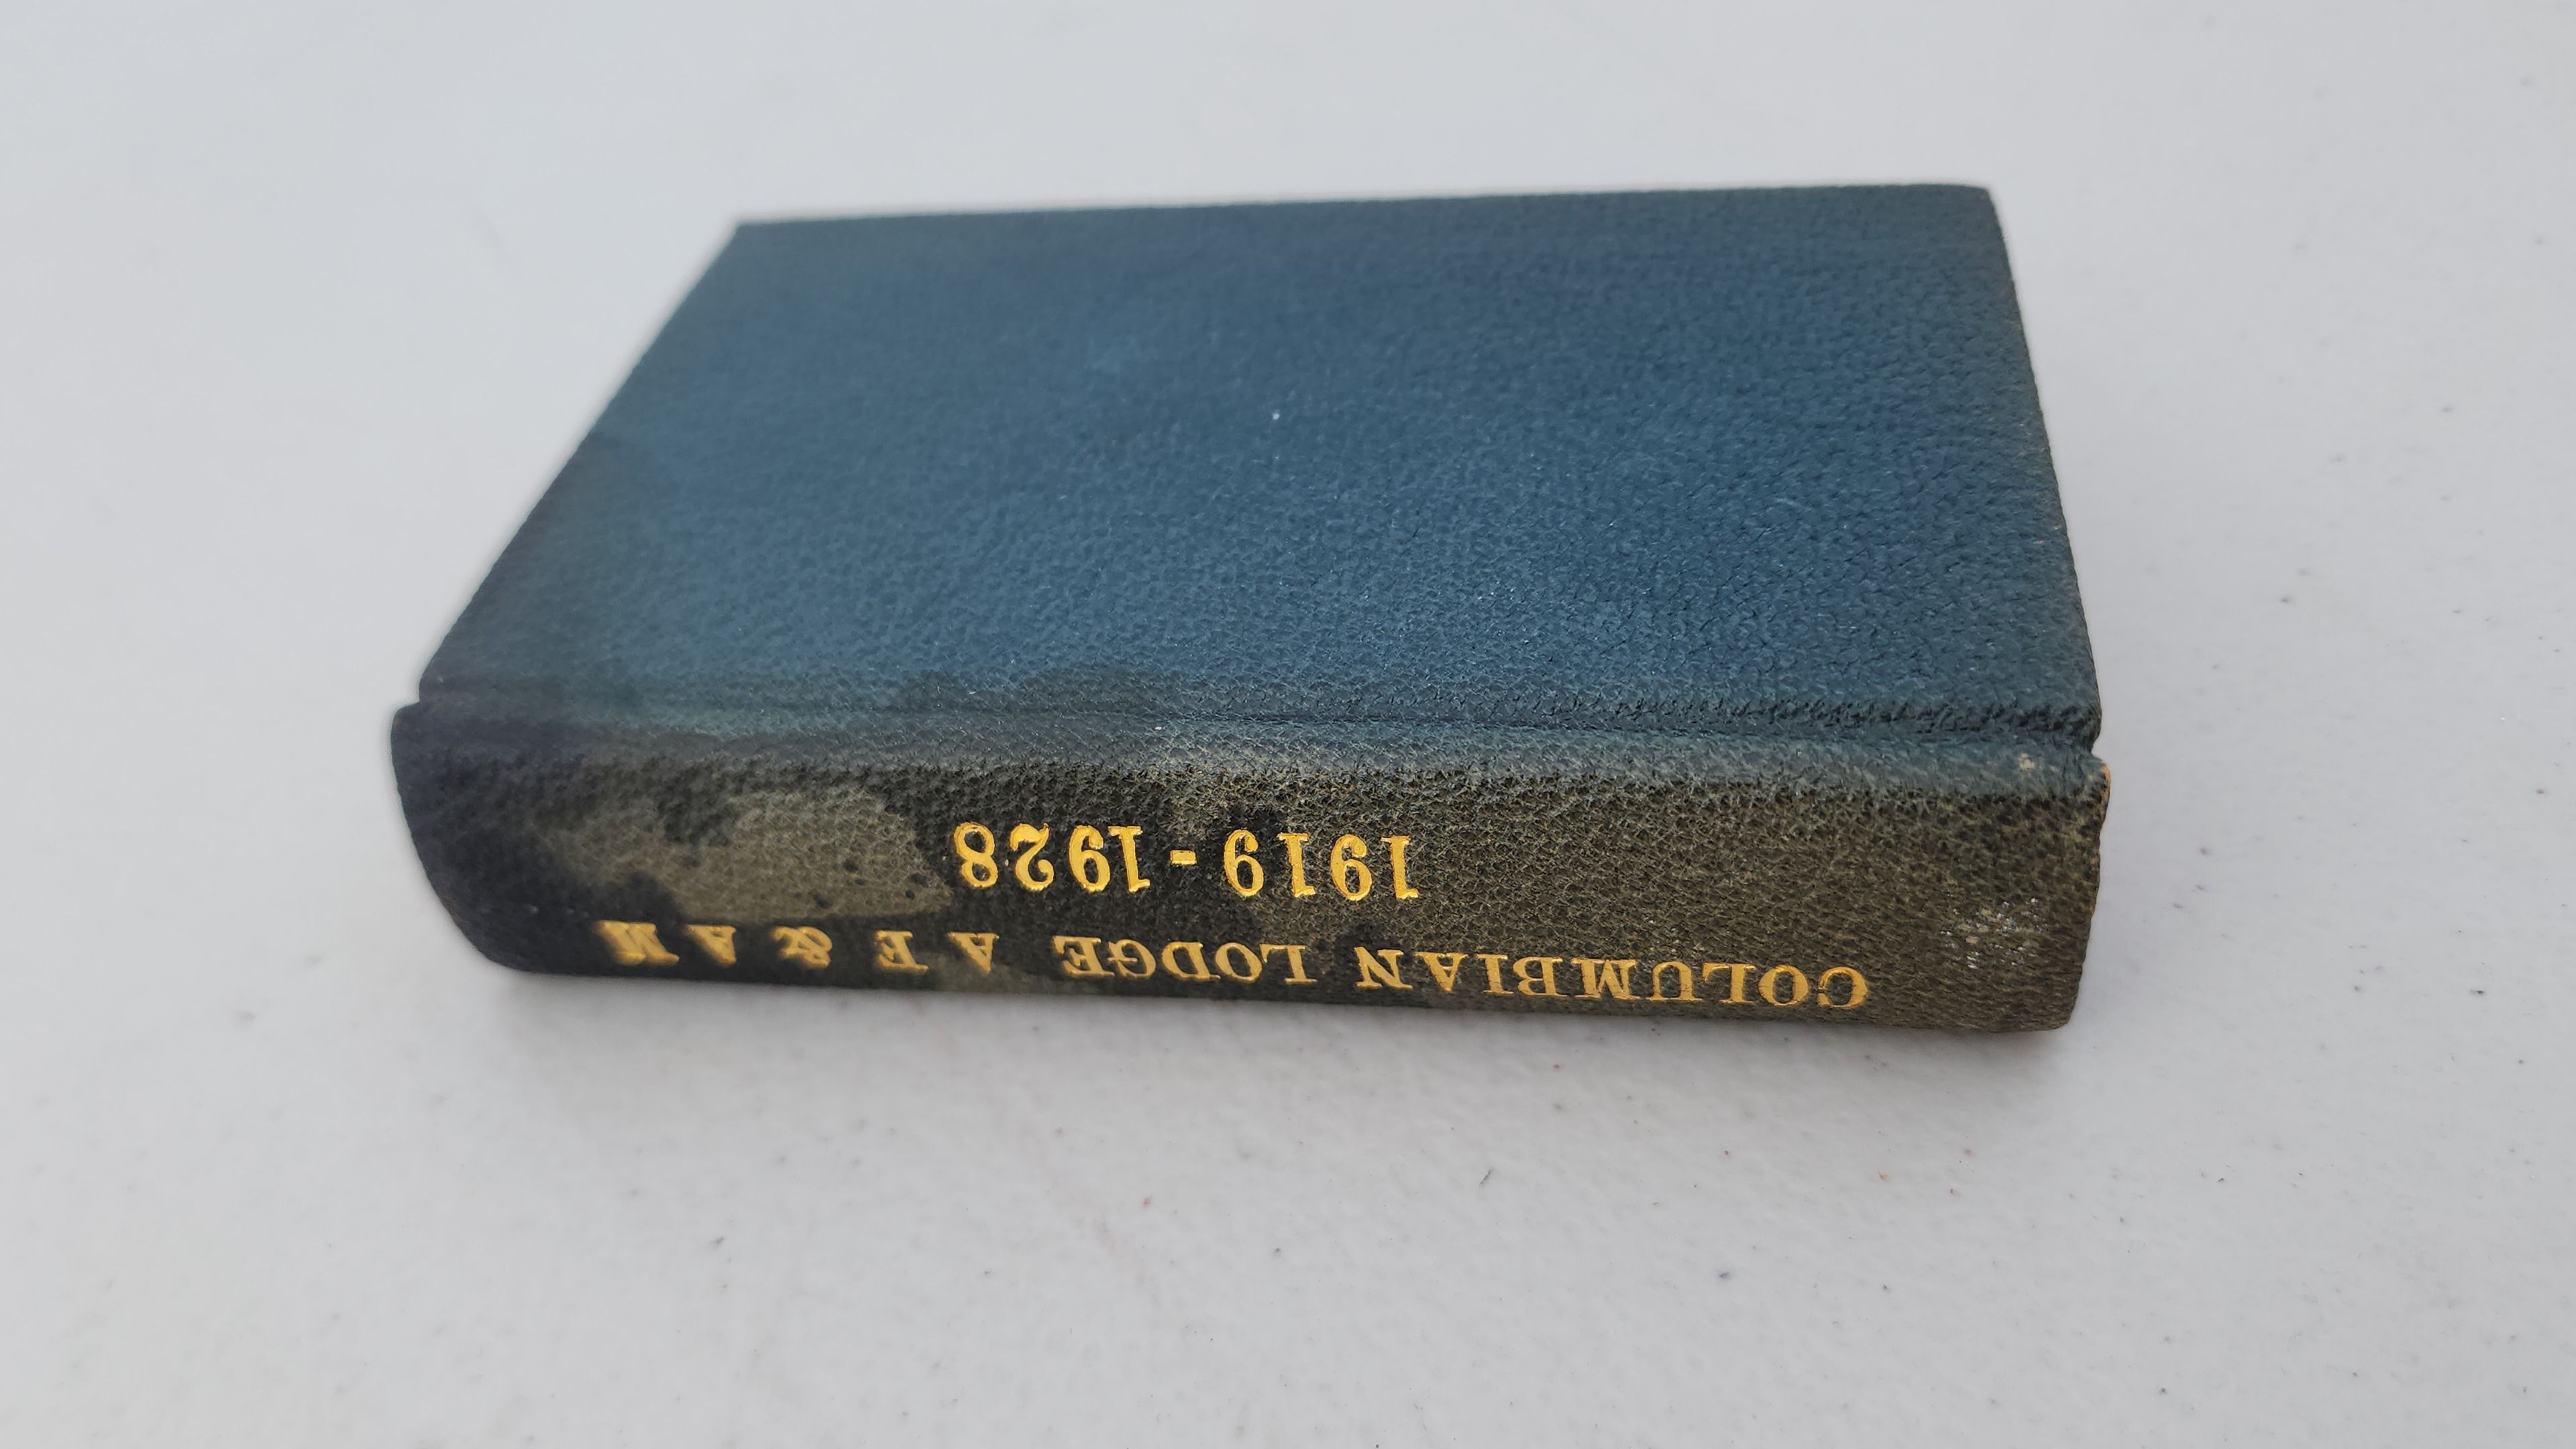 COLUMBIAN LODGE A F & A M
1919 - 1928